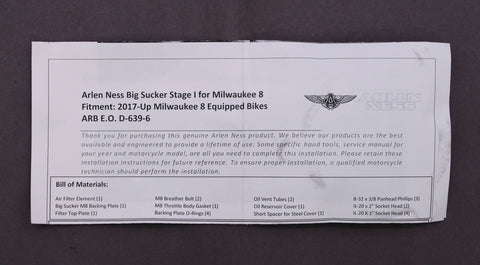 Arlen Ness Big Sucker Stage I for Milwaukee 8
Fitment: 2017-Up Milwaukee 8 Equipped Bikes
ARB E.O. D-639-6
ARLEN
NESS
Thank you for purchasing this genuine Arlen Ness product. We believe our products are the best
available and engineered to provide a lifetime of use. Some specific hand tools, service manual for
your year and motorcycle model, are all you need to complete this installation. Please retain these
installation instructions for future reference. To ensure proper installation, a qualified motorcycle
technician should perform the installation.
Bill of Materials:
Air Filter Element (1) M8 Breather Bolt (2) Oil Vent Tubes (2) 8-32 x 3/8 Panhead Phillips (3)
Big Sucker M8 Backing Plate (1) M8 Throttle Body Gasket (1) Oil Reservoir Cover (1) ¼-20 x 2" Socket Head (2)
Filter Top Plate (1) Backing Plate O-Rings (4) Short Spacer for Steel Cover (1) ¼-20 X 1" Socket Head (4)